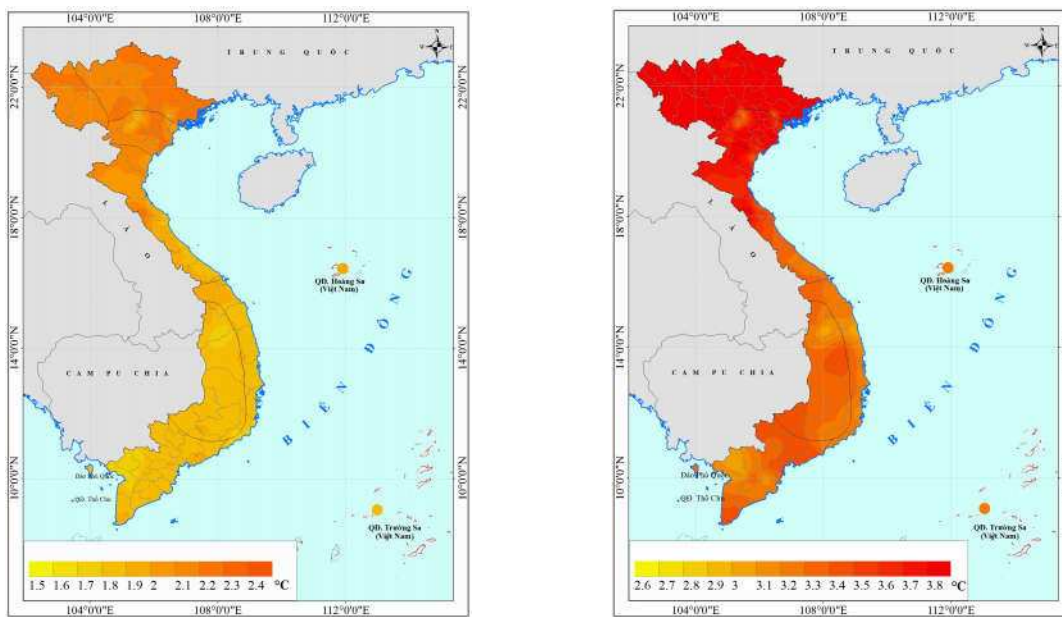 104°0'0"E 108°0'0"E 112°0'0"E
TRUNG QUỐC
22°0'0"N
18°0'0"N
14°0'0"N
10°0'0"N
LAO
QĐ. Hoàng Sa
(Việt Nam)
BIỂN ĐÔNG
CAM PU CHIA
QĐ. Thổ Chu
QĐ. Trường Sa
(Việt Nam)
1.5 1.6 1.7 1.8 1.9 2 2.1 2.2 2.3 2.4 °C
104°0'0"E 108°0'0"E 112°0'0"E
104°0'0"E 108°0'0"E 112°0'0"E
TRUNG QUỐC
22°0'0"N
18°0'0"N
14°0'0"N
10°0'0"N
LAO
QĐ. Hoàng Sa
(Việt Nam)
BIỂN ĐÔNG
CAM PU CHIA
Đảo Phú Quốc
QĐ. Thổ Chu
QĐ. Trường Sa
(Việt Nam)
2.6 2.7 2.8 2.9 3 3.1 3.2 3.3 3.4 3.5 3.6 3.7 3.8 °C
104°0'0"E 108°0'0"E 112°0'0"E